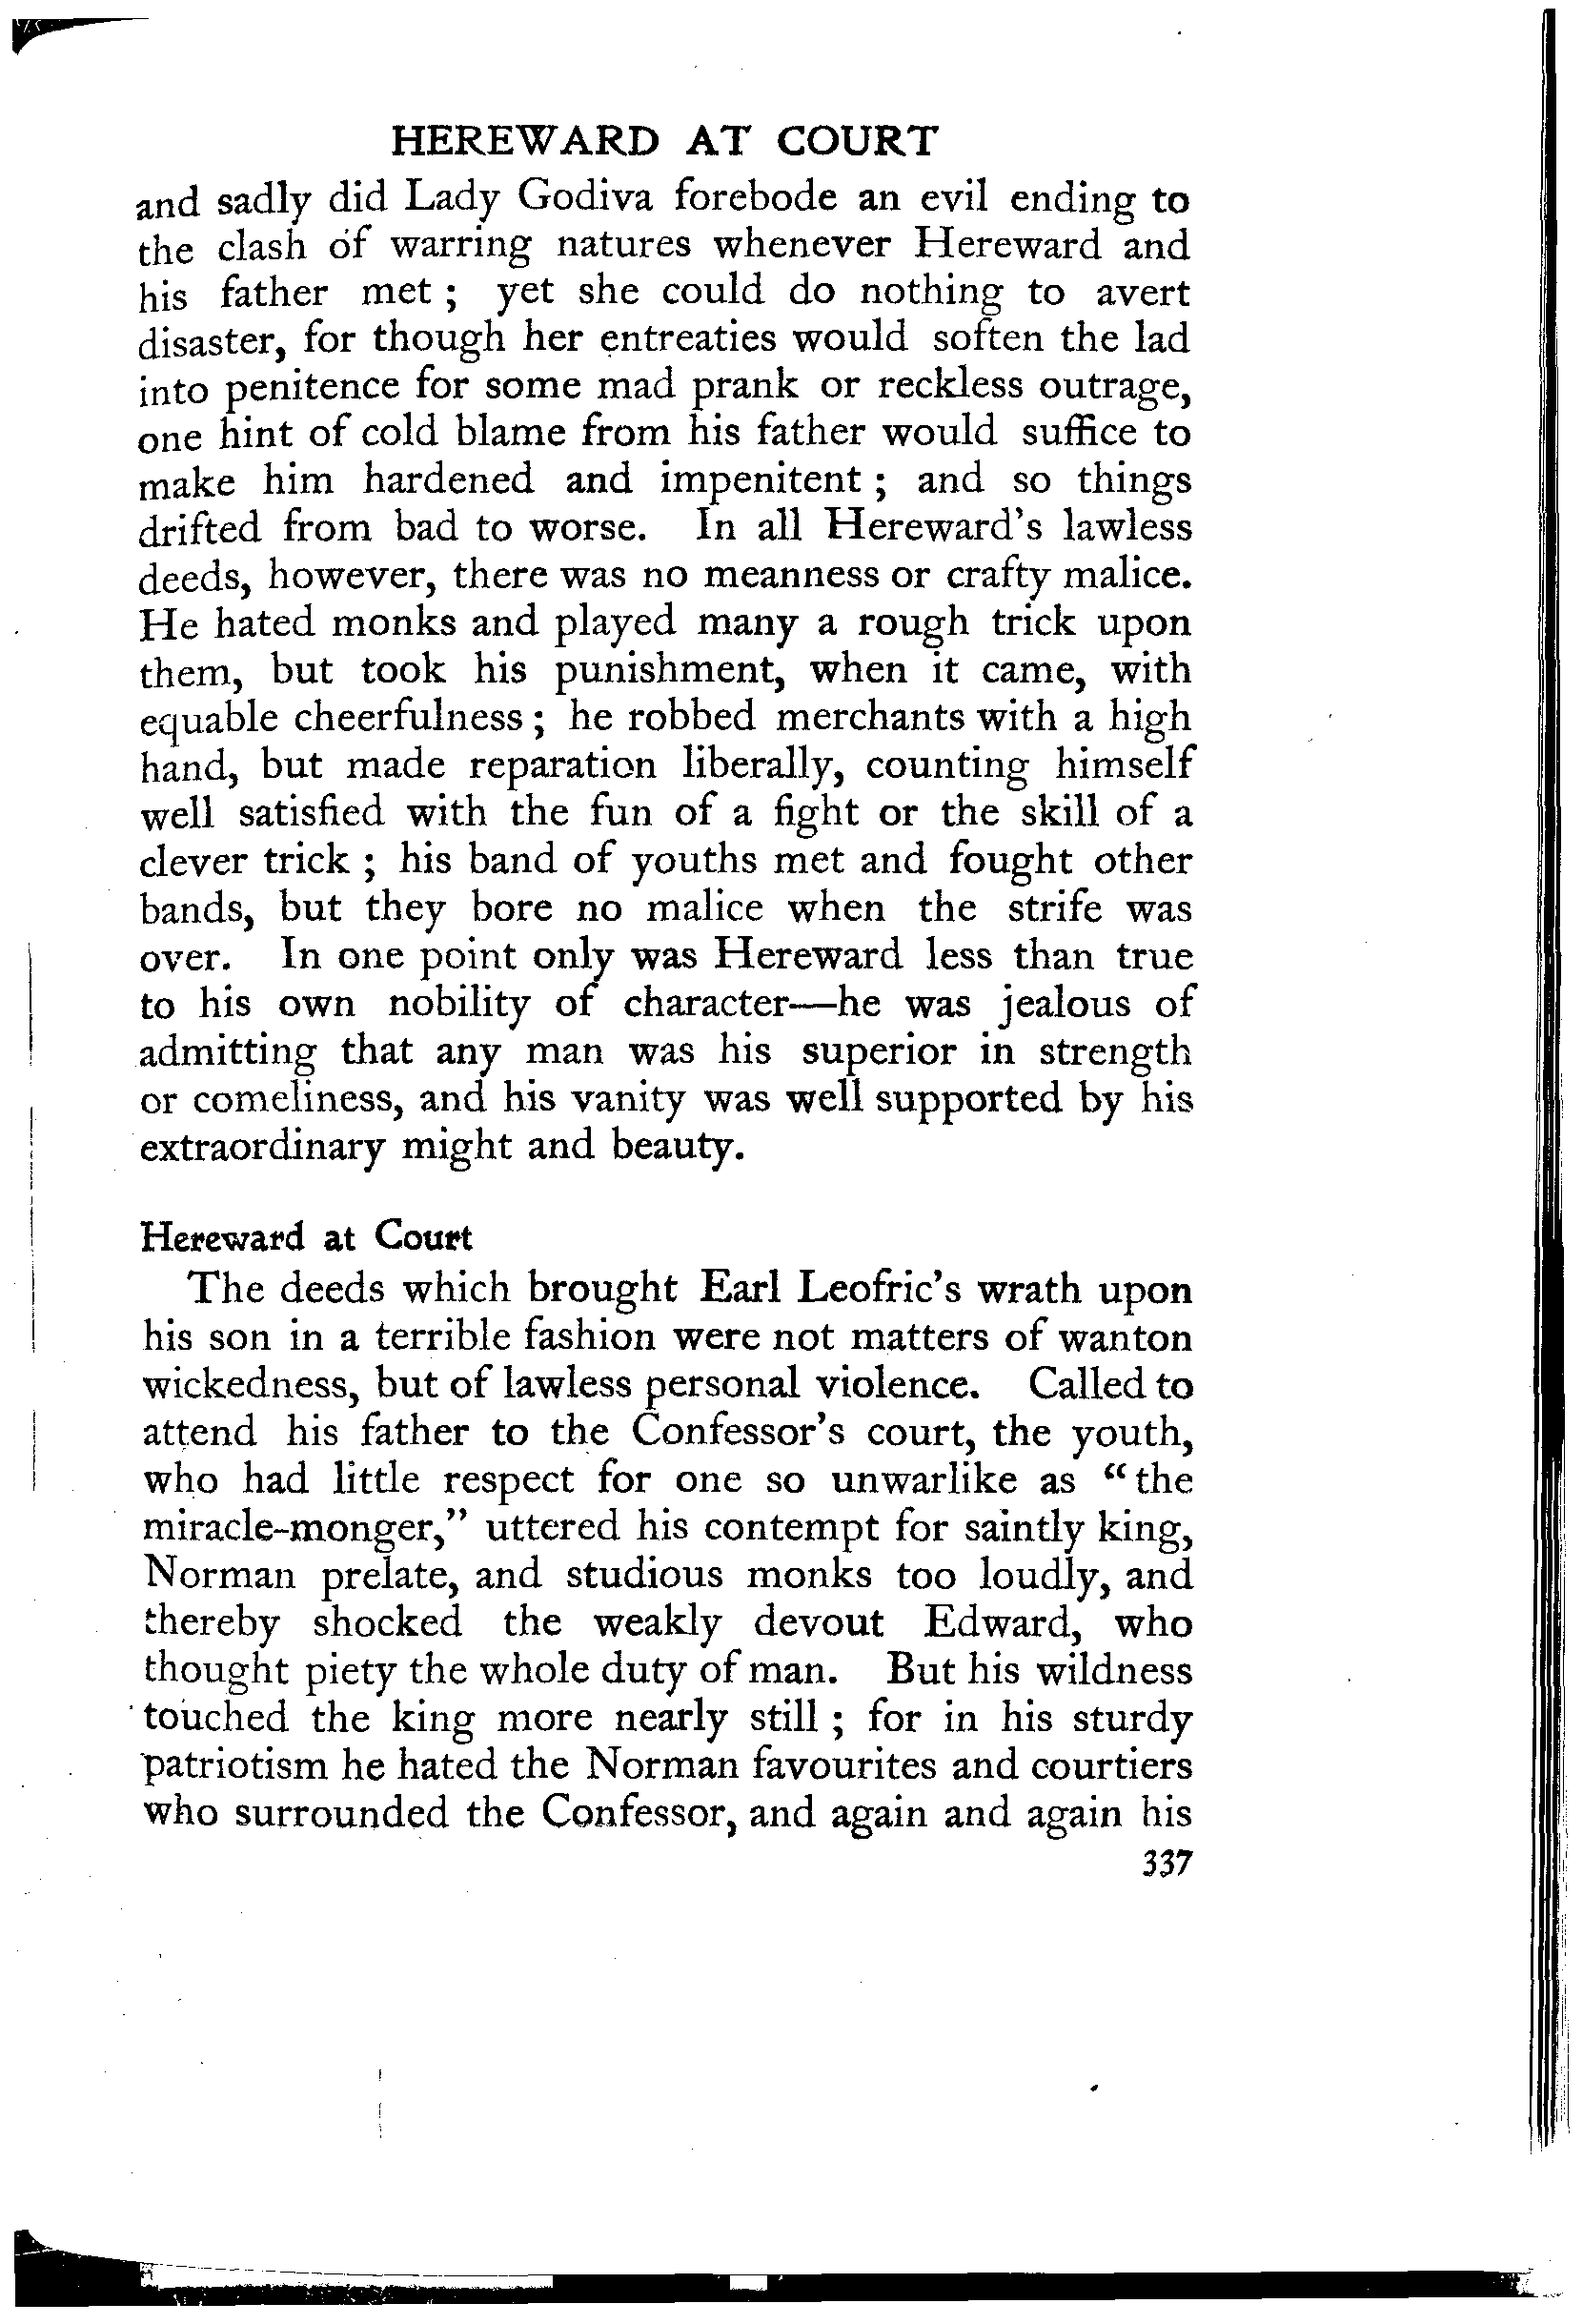 HEREWARD AT COURT
and sadly did Lady Godiva forebode an evil ending to
the clash of warring natures whenever Hereward and
his father met ; yet she could do nothing to avert
disaster, for though her entreaties would soften the lad
into penitence for some mad prank or reckless outrage,
one hint of cold blame from his father would suffice to
make him hardened and impenitent ; and so things
drifted from bad to worse. In all Hereward's lawless
deeds, however, there was no meanness or crafty malice.
He hated monks and played many a rough trick upon
them, but took his punishment, when it came, with
equable cheerfulness ; he robbed merchants with a high
hand, but made reparation liberally, counting himself
well satisfied with the fun of a fight or the skill of a
clever trick ; his band of youths met and fought other
bands, but they bore no malice when the strife was
over. In one point only was Hereward less than true
to his own nobility of character—he was jealous of
admitting that any man was his superior in strength
or comeliness, and his vanity was well supported by his
extraordinary might and beauty.
Hereward at Court
The deeds which brought Earl Leofric's wrath upon
his son in a terrible fashion were not matters of wanton
wickedness, but of lawless personal violence. Called to
attend his father to the Confessor's court, the youth,
who had little respect for one so unwarlike as "the
miracle-monger," uttered his contempt for saintly king,
Norman prelate, and studious monks too loudly, and
thereby shocked the weakly devout Edward, who
thought piety the whole duty of man. But his wildness
touched the king more nearly still ; for in his sturdy
patriotism he hated the Norman favourites and courtiers
who surrounded the Confessor, and again and again his
337